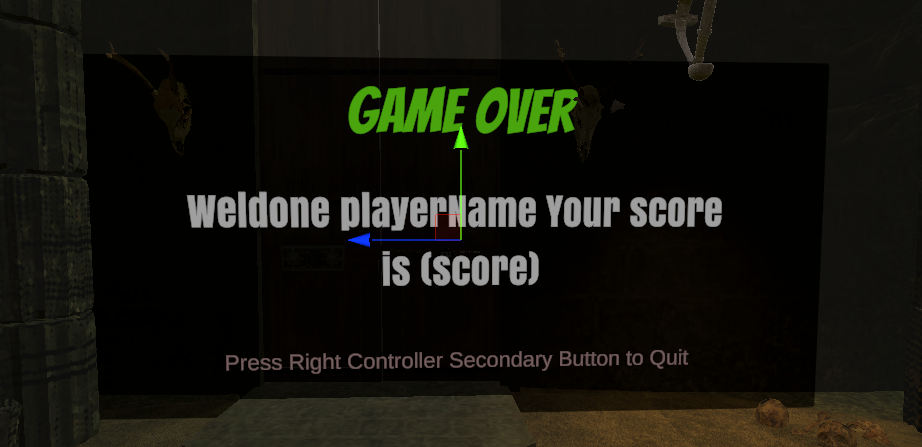 GAME OVER
Weldone playerName Your score
is (score)
Press Right Controller Secondary Button to Quit